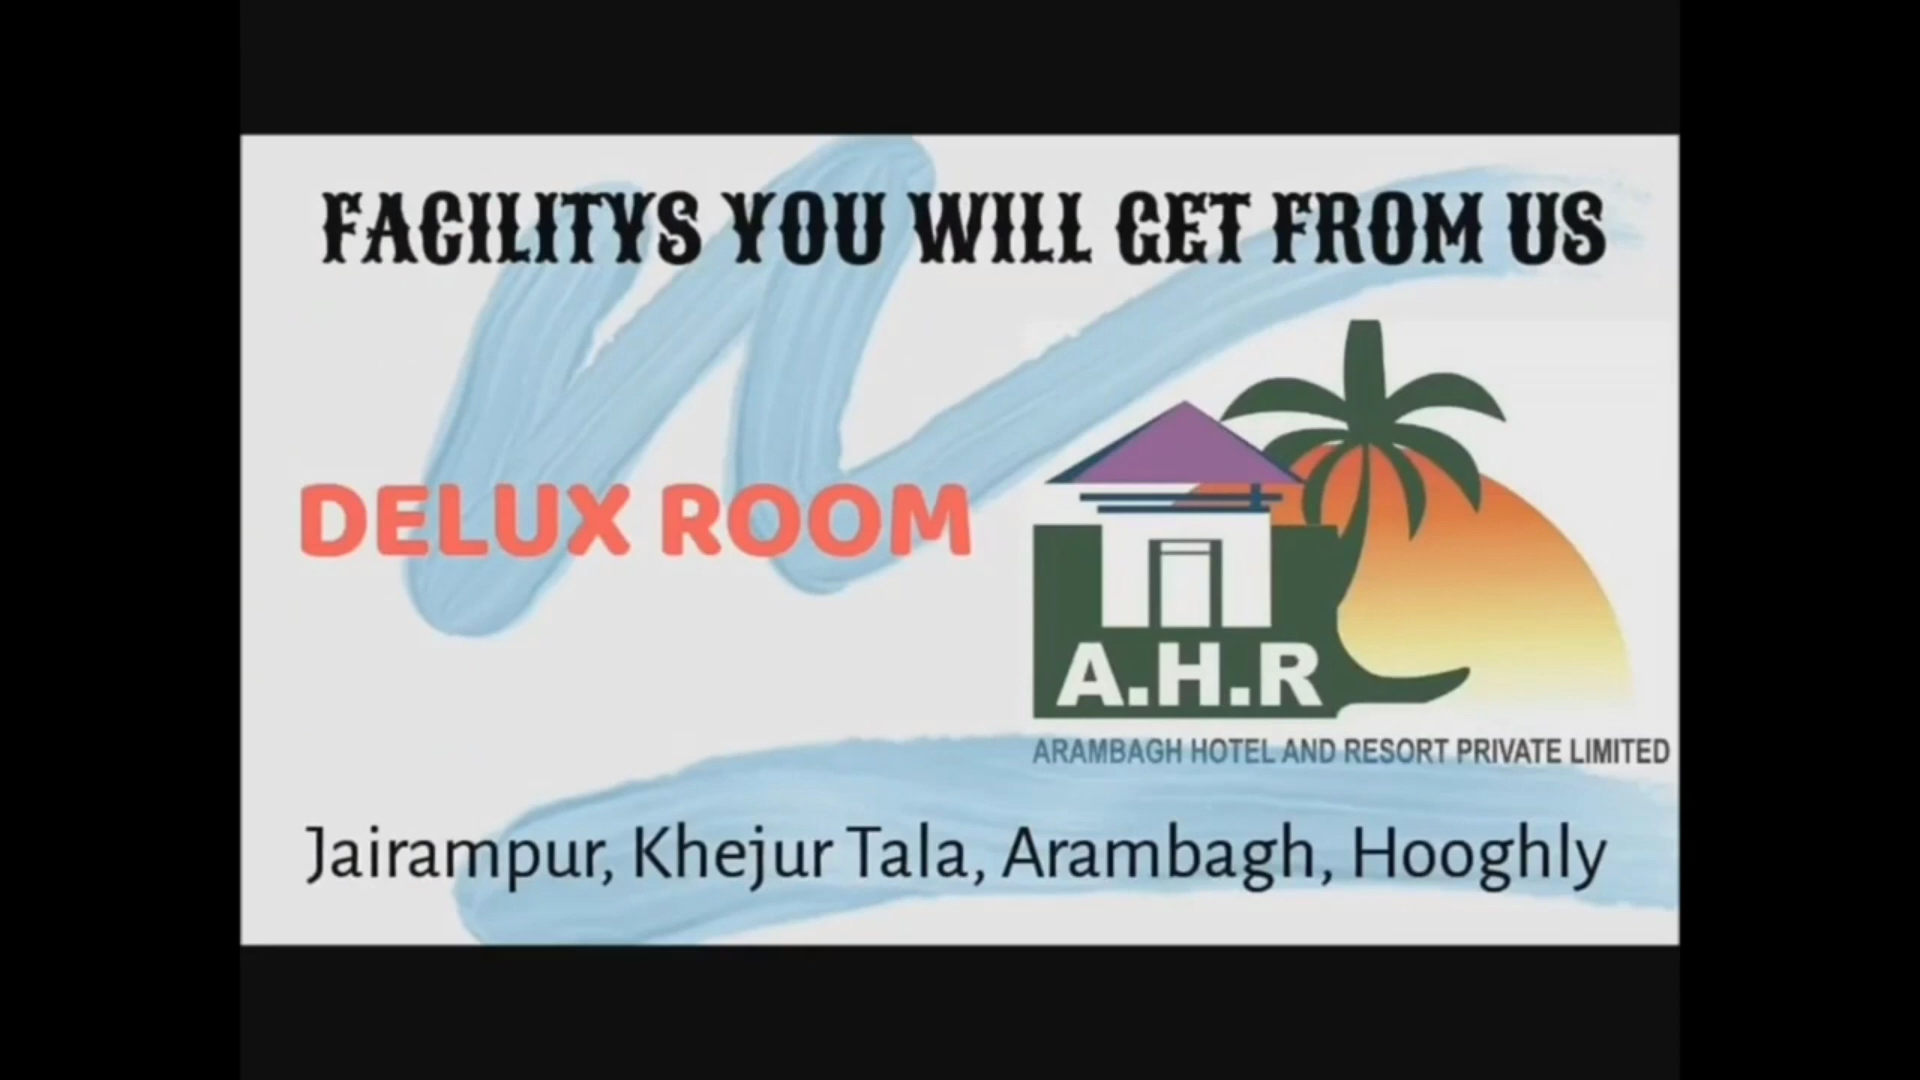 FACILITYS YOU WILL GET FROM US
DELUX ROOM
A.H.R
ARAMBAGH HOTEL AND RESORT PRIVATE LIMITED
Jairampur, Khejur Tala, Arambagh, Hooghly